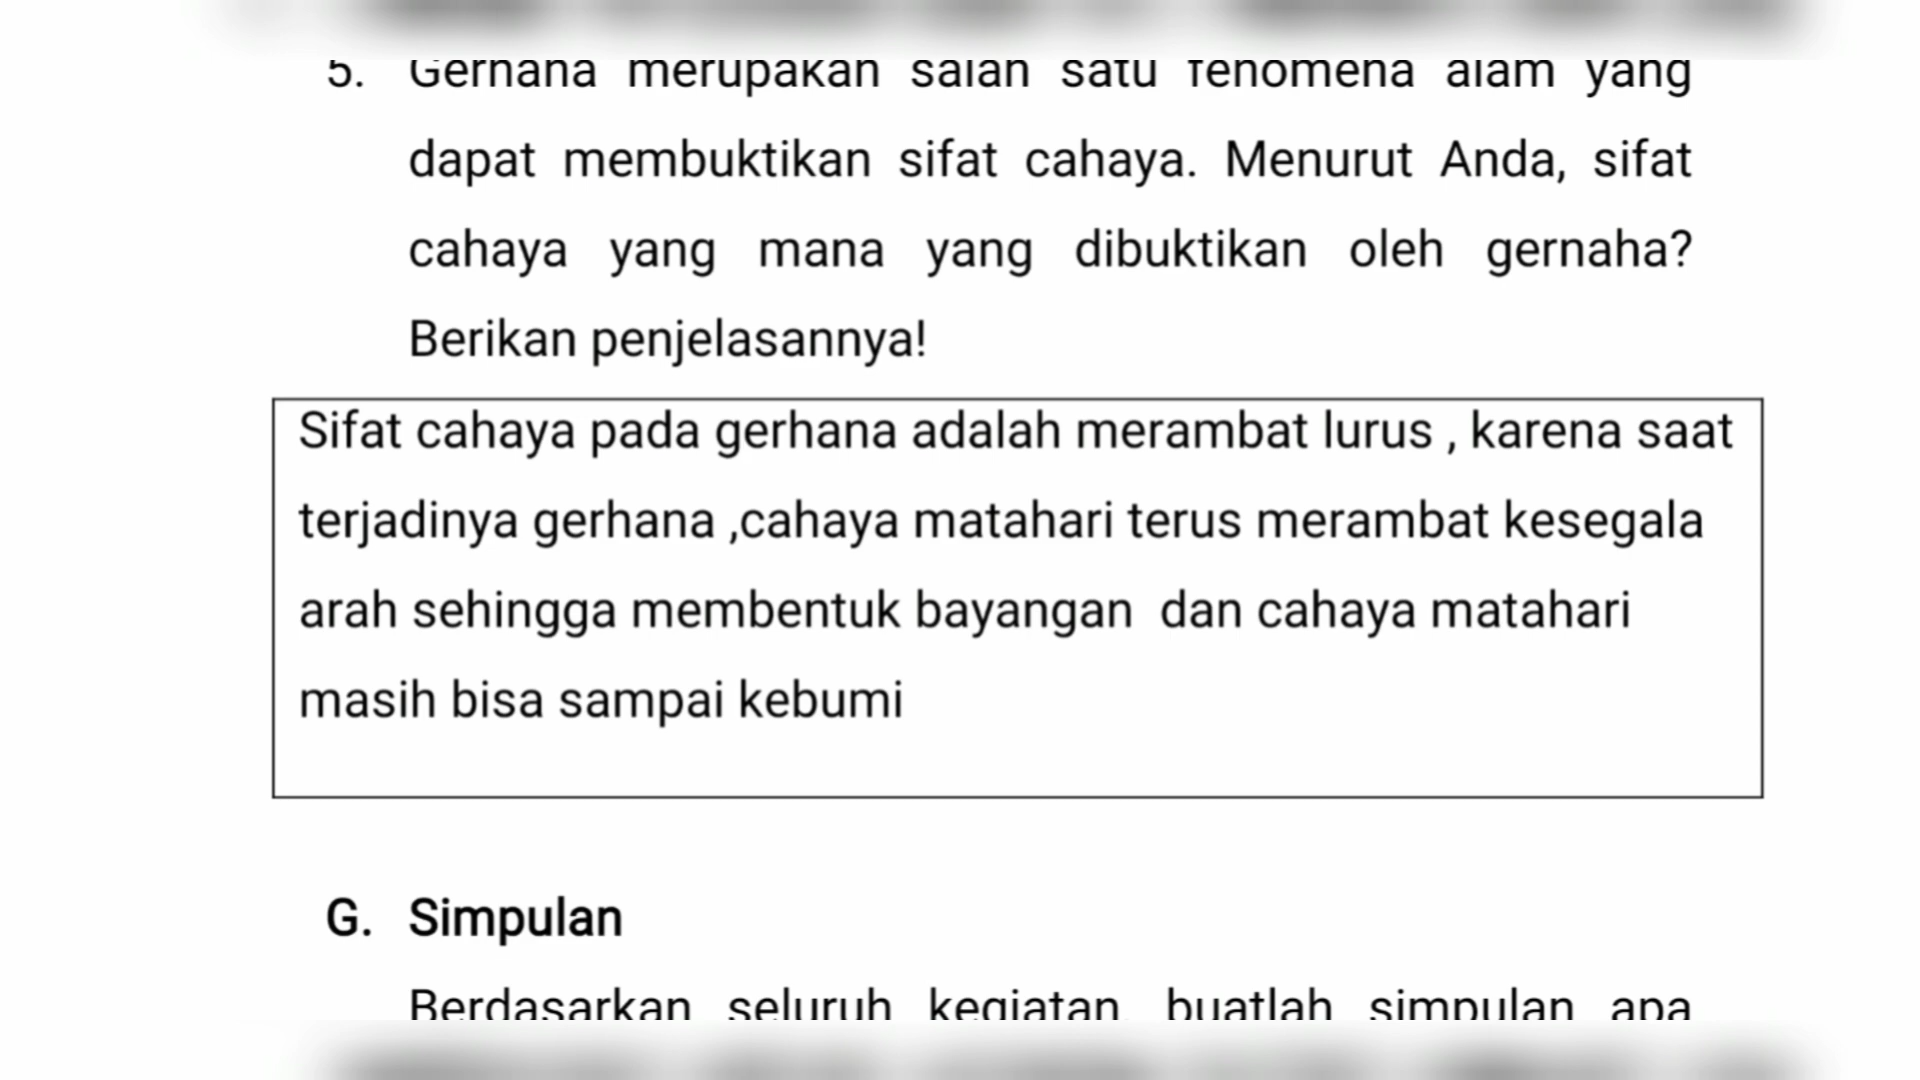 5. Gerhana merupakan salah satu fenomena alam yang
dapat membuktikan sifat cahaya. Menurut Anda, sifat
cahaya yang mana yang dibuktikan oleh gernaha?
Berikan penjelasannya!
Sifat cahaya pada gerhana adalah merambat lurus , karena saat
terjadinya gerhana ,cahaya matahari terus merambat kesegala
arah sehingga membentuk bayangan dan cahaya matahari
masih bisa sampai kebumi
G. Simpulan
Berdasarkan seluruh kegiatan, buatlah simpulan apa